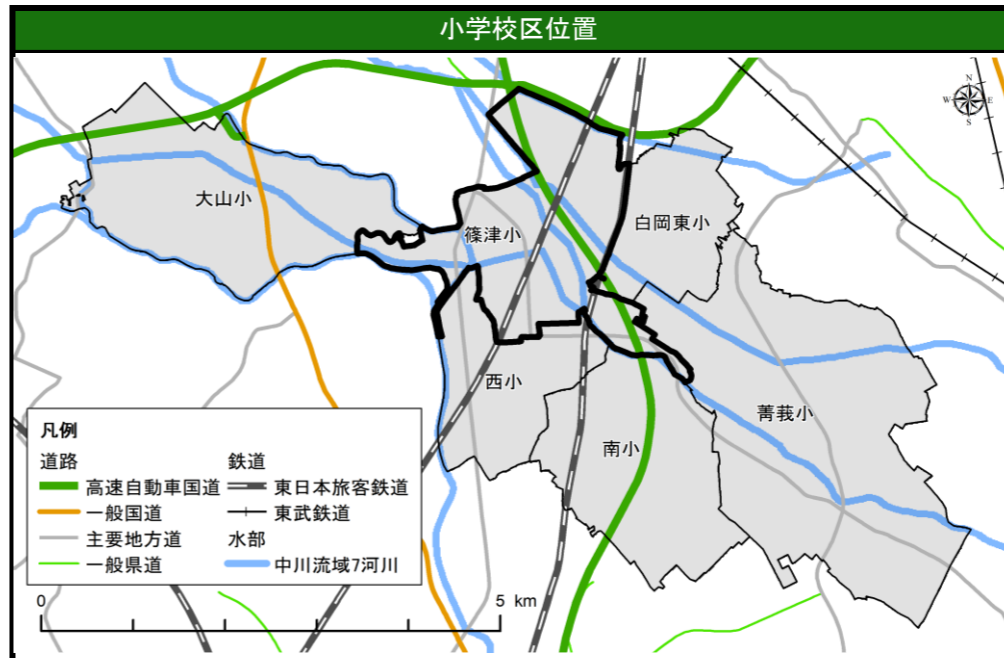 小学校区位置
N
W E
S
大山小
篠津小
白岡東小
西小
菁莪小
南小
凡例
道路
高速自動車国道
一般国道
主要地方道
一般県道
鉄道
東日本旅客鉄道
東武鉄道
水部
中川流域7河川
0 5 km